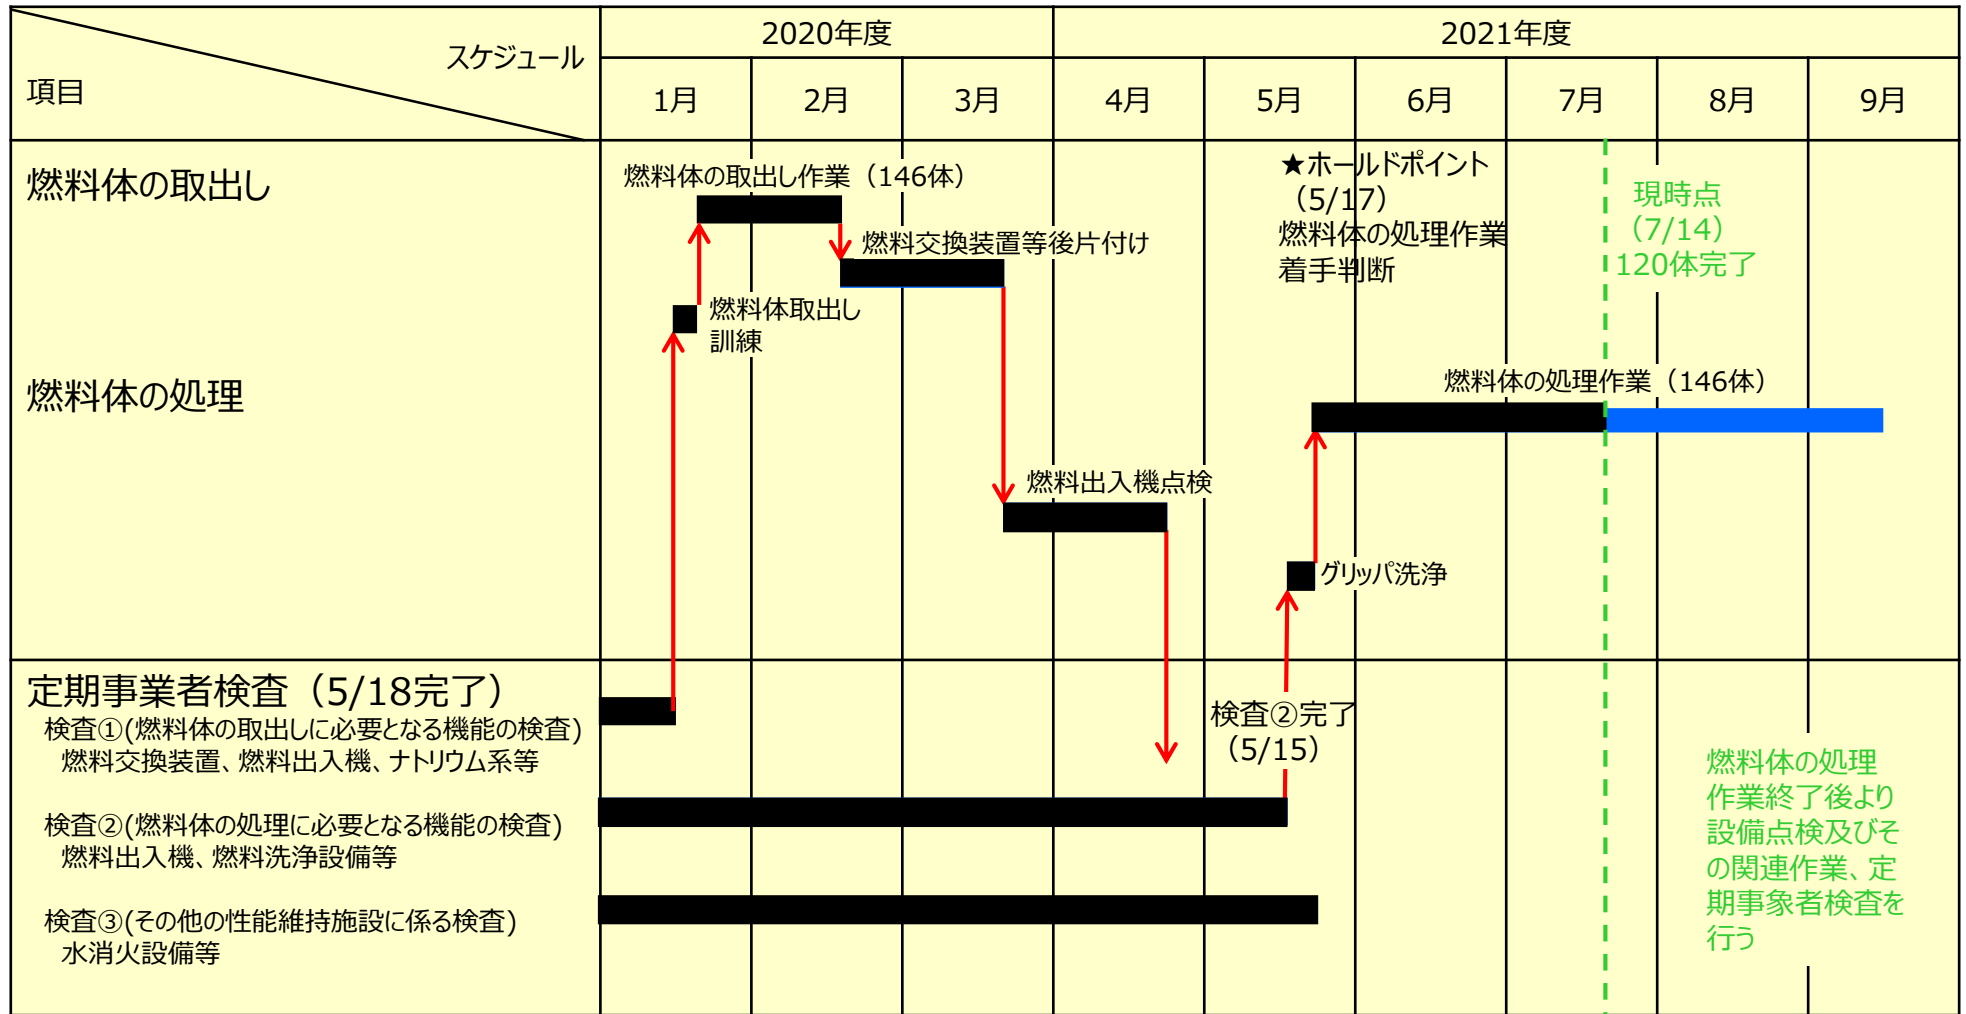 スケジュール
項目
2020年度
2021年度
1月
2月
3月
4月
5月
6月
7月
8月
9月
燃料体の取出し
燃料体の取出し作業（146体）
燃料交換装置等後片付け
燃料体取出し
訓練
★ホールドポイント
（5/17）
燃料体の処理作業
着手判断
現時点
（7/14）
120体完了
燃料体の処理
燃料体の処理作業（146体）
燃料出入機点検
グリッパ洗浄
定期事業者検査（5/18完了）
検査①(燃料体の取出しに必要となる機能の検査)
燃料交換装置、燃料出入機、ナトリウム系等
検査②完了
（5/15）
検査②(燃料体の処理に必要となる機能の検査)
燃料出入機、燃料洗浄設備等
検査③(その他の性能維持施設に係る検査)
水消火設備等
燃料体の処理
作業終了後より
設備点検及びそ
の関連作業、定
期事象者検査を
行う